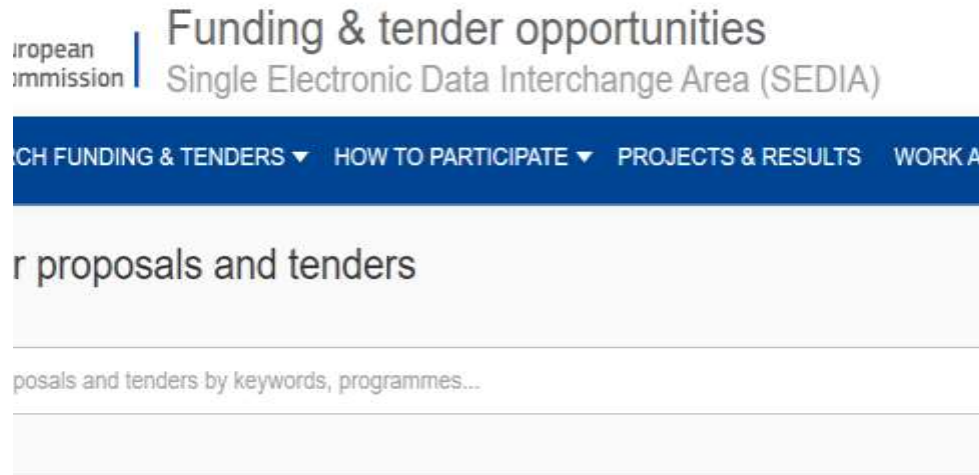 Funding & tender opportunities
uropean
ommission
Single Electronic Data Interchange Area (SEDIA)
CH FUNDING & TENDERS HOW TO PARTICIPATE PROJECTS & RESULTS WORK A
r proposals and tenders
posals and tenders by keywords, programmes...